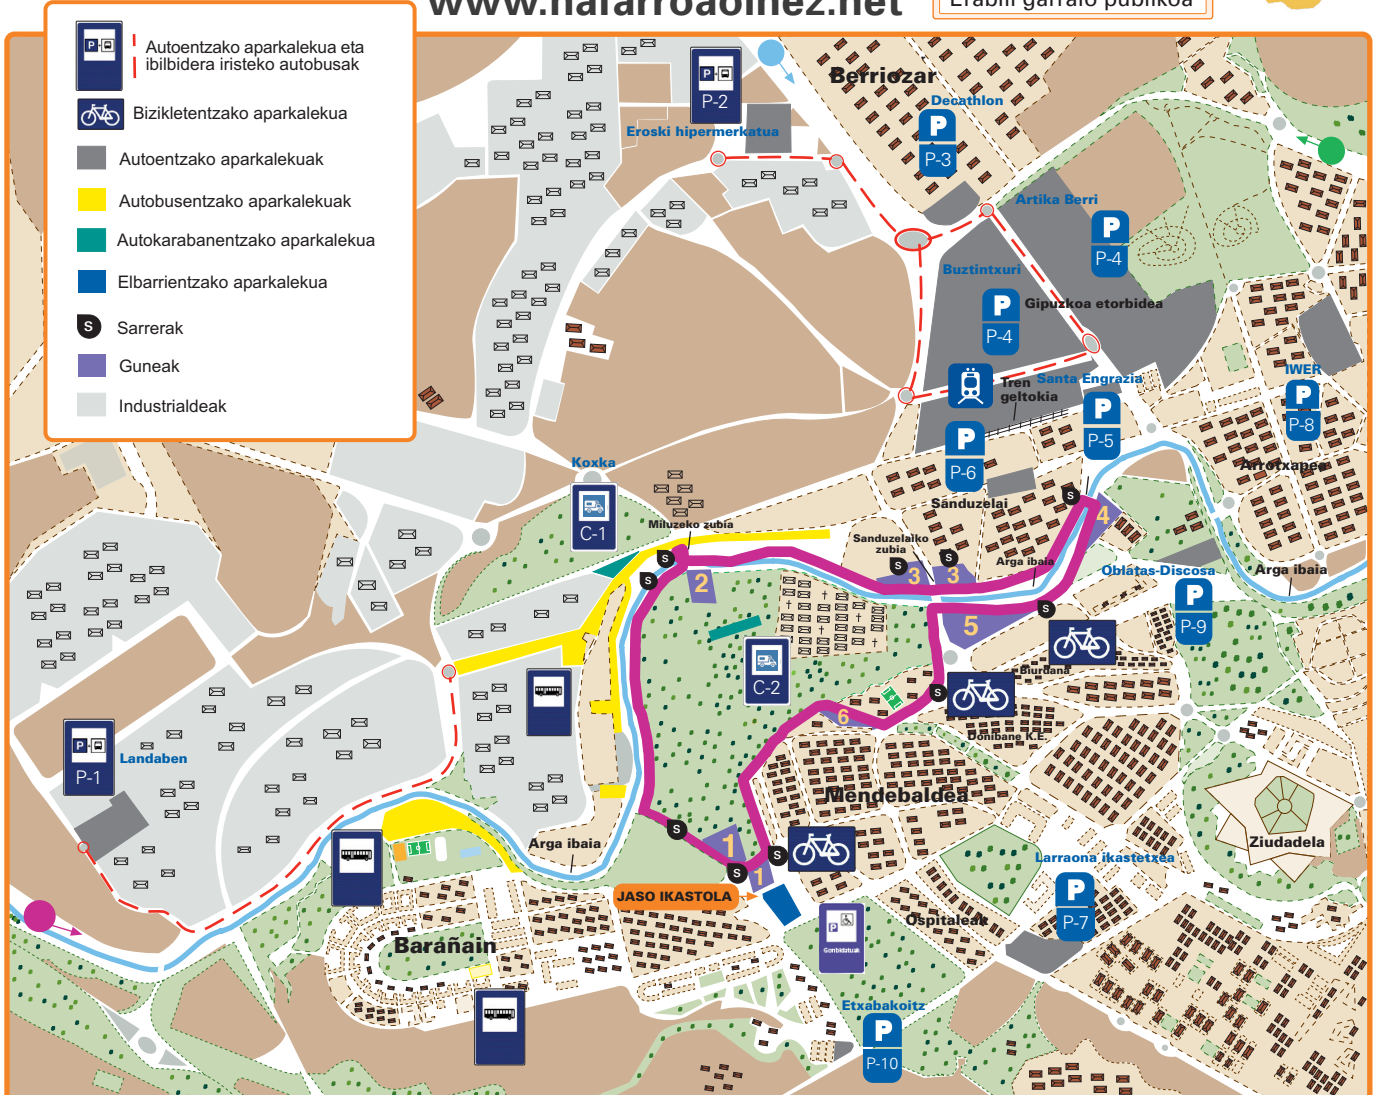 www.nafarroaoinez.net
Erabili garraio publikoa
P
Autoentzako aparkalekua eta
ibilbidera iristeko autobusak
Bizikletentzako aparkalekua
Autoentzako aparkalekuak
Autobusentzako aparkalekuak
Autokarabanentzako aparkalekua
Elbarrientzako aparkalekua
S Sarrerak
Guneak
Industrialdeak
P
P-2
Eroski hipermerkatua
Berriozar
Decathlon
P
P-3
Artika Berri
P
P-4
Buztintxuri
P
P-4
Gipuzkoa etorbidea
Tren
geltokia
Santa Engrazia
P
P-5
IWER
P
P-8
P
P-6
Arrotxapea
Sanduzelai
Koxka
C-1
Miluzeko zubia
Sanduzelaiko
zubia
S
S
S
S
S
4
3
3
2
Arga ibaia
Oblatas-Discosa
P
P-9
Arga ibaia
5
S
C-2
Biurdana
S
6
Donibane K.E.
P
P-1
Landaben
Mendebaldea
Arga ibaia
S
1
S
S
1
Ziudadela
Larraona ikastetxea
P
P-7
JASO IKASTOLA
P
Gonbidatuak
Ospitaleak
Barañain
Etxabakoitz
P
P-10